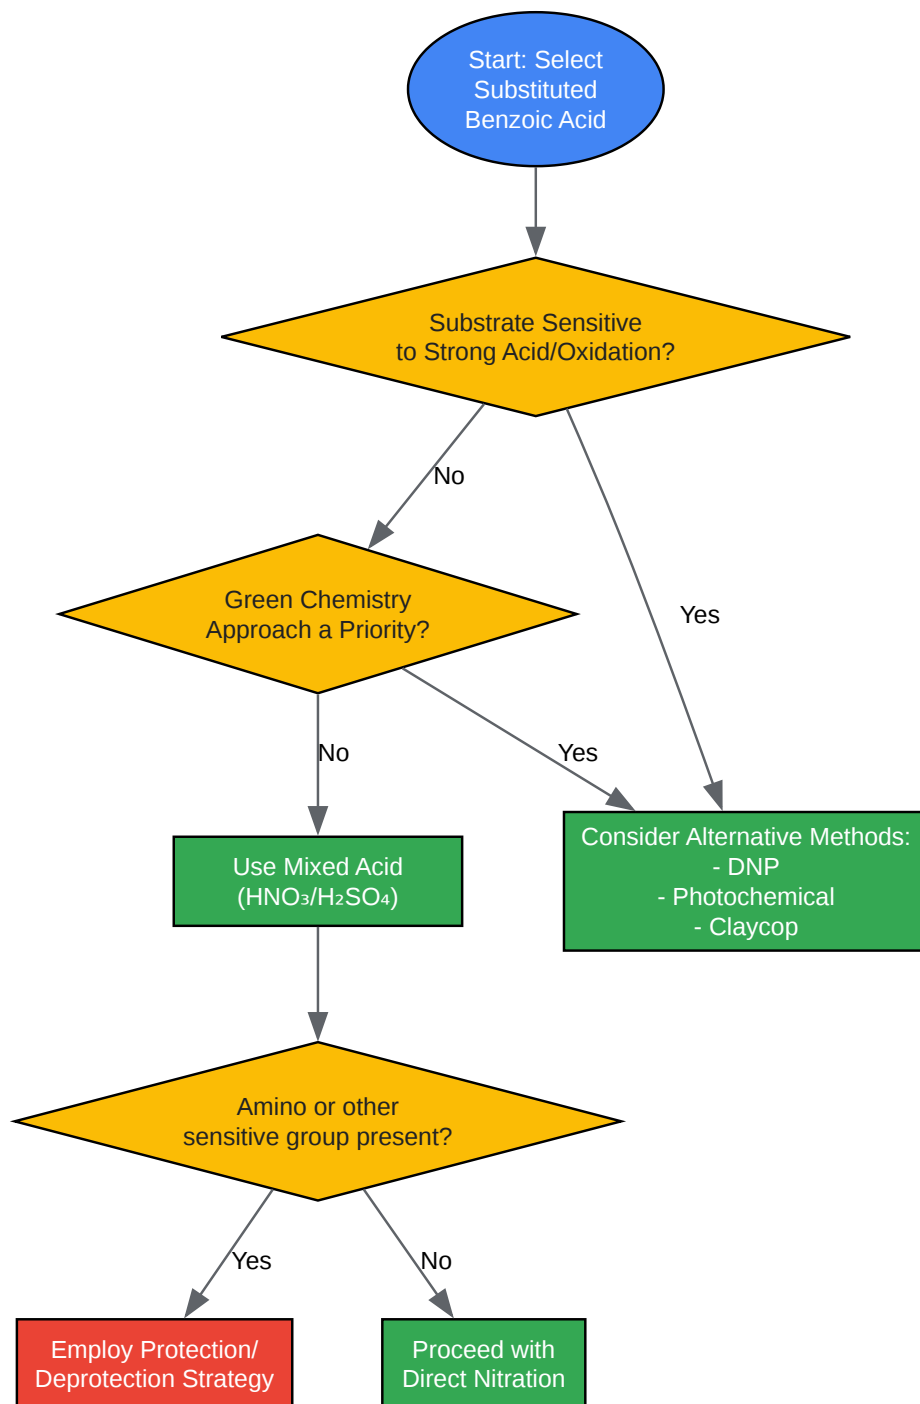 Start: Select
Substituted
Benzoic Acid
Substrate Sensitive
to Strong Acid/Oxidation?
No
Yes
Green Chemistry
Approach a Priority?
No
Yes
Use Mixed Acid
(HNO₃/H₂SO₄)
Consider Alternative Methods:
- DNP
- Photochemical
- Claycop
Amino or other
sensitive group present?
Yes
No
Employ Protection/
Deprotection Strategy
Proceed with
Direct Nitration